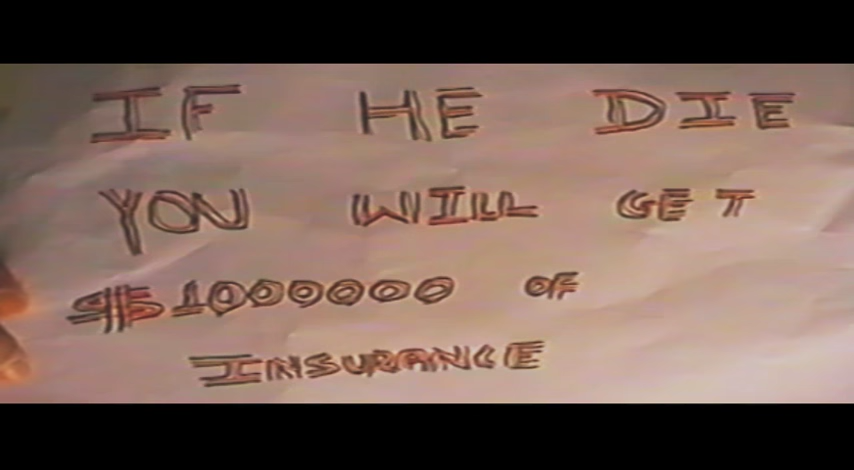 IF HE DIE
YOU WILL GET
$1000000 OF
INSURANCE